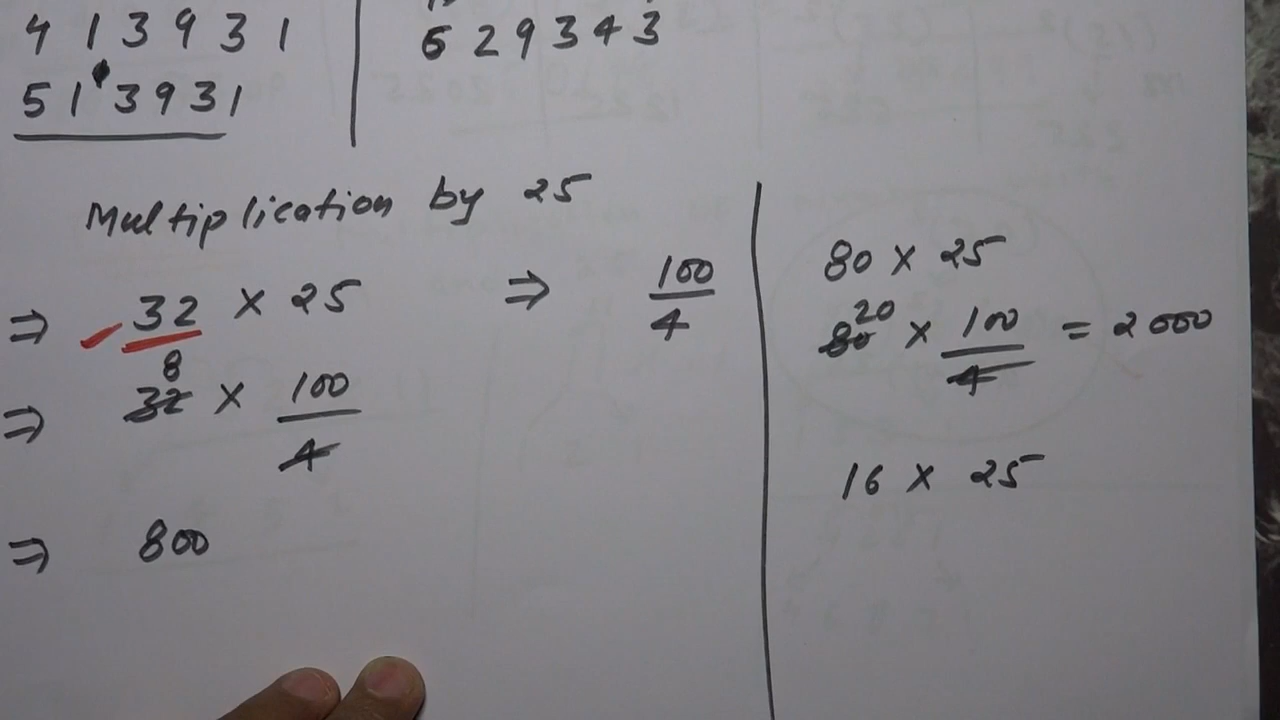 4 1 3 9 3 1
5 1 3 9 3 1
6 2 9 3 4 3
Multiplication by 25
⇒ 32 × 25 ⇒ 100/4
8
⇒ 32 × 100/4
⇒ 800
80 × 25
20
80 × 100/4 = 2000
16 × 25